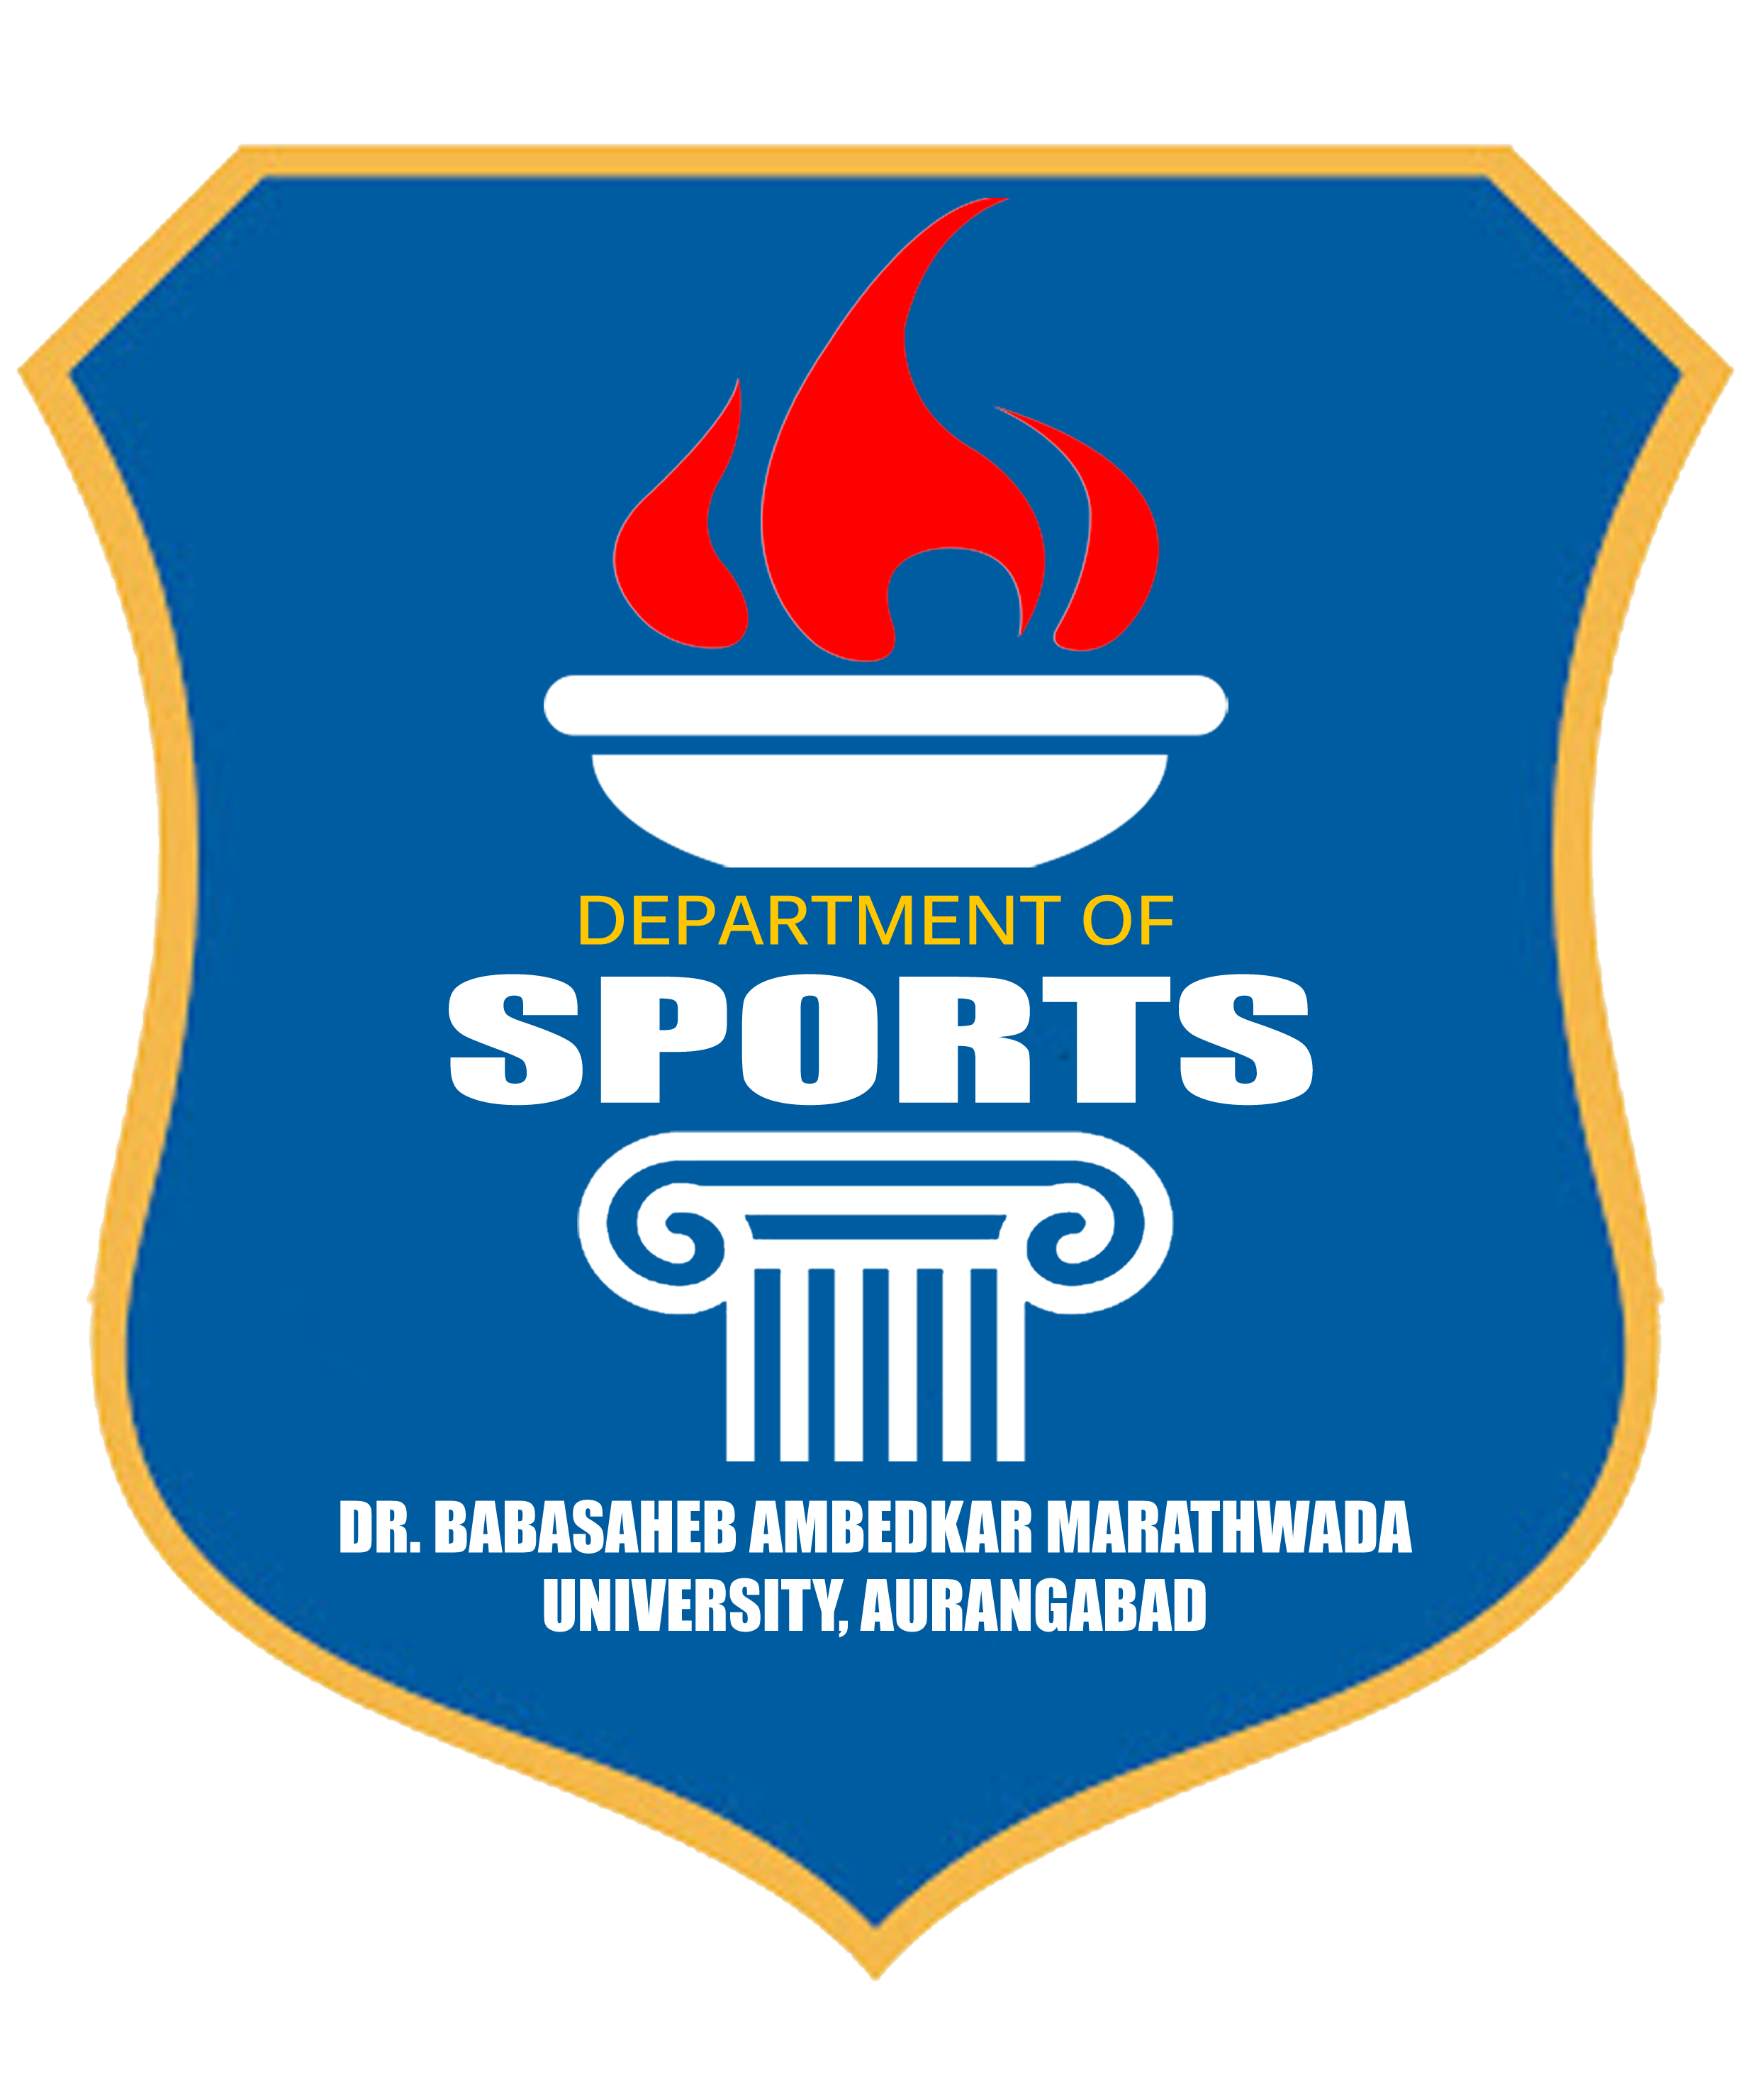 DEPARTMENT OF
SPORTS
DR. BABASAHEB AMBEDKAR MARATHWADA
UNIVERSITY, AURANGABAD